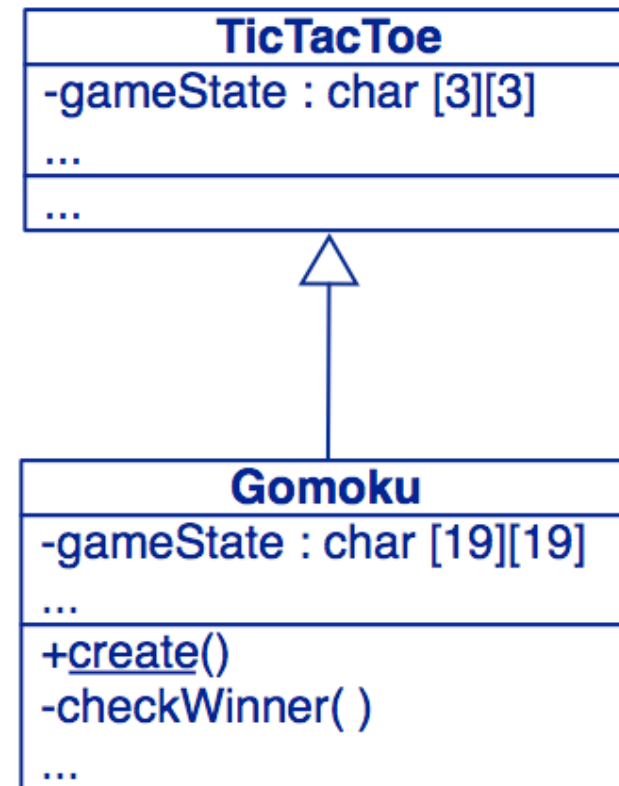 TicTacToe
-gameState : char [3][3]
...
...
Gomoku
-gameState : char [19][19]
...
+create()
-checkWinner( )
...